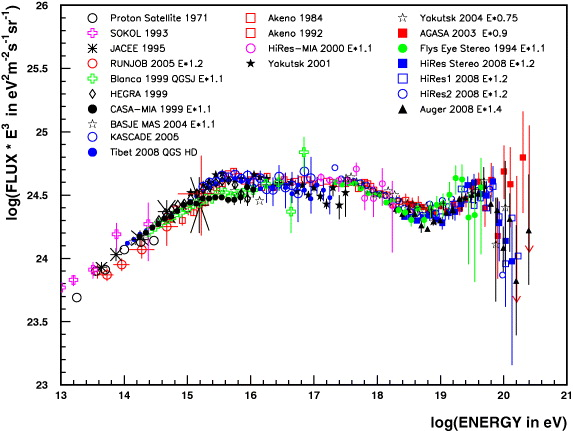 Proton Satellite 1971
SOKOL 1993
JACEE 1995
RUNJOB 2005 E*1.2
Blanca 1999 QGSJ E*1.1
HEGRA 1999
CASA-MIA 1999 E*1.1
BASJE MAS 2004 E*1.1
KASCADE 2005
Tibet 2008 QGS HD
Akeno 1984
Akeno 1992
HiRes-MIA 2000 E*1.1
Yakutsk 2001
Yakutsk 2004 E*0.75
AGASA 2003 E*0.9
Flys Eye Stereo 1994 E*1.1
HiRes Stereo 2008 E*1.2
HiRes1 2008 E*1.2
HiRes2 2008 E*1.2
Auger 2008 E*1.4
log(FLUX * E3 in eV2m-2s-1sr-1)
26
25.5
25
24.5
24
23.5
23
13 14 15 16 17 18 19 20 21
log(ENERGY in eV)